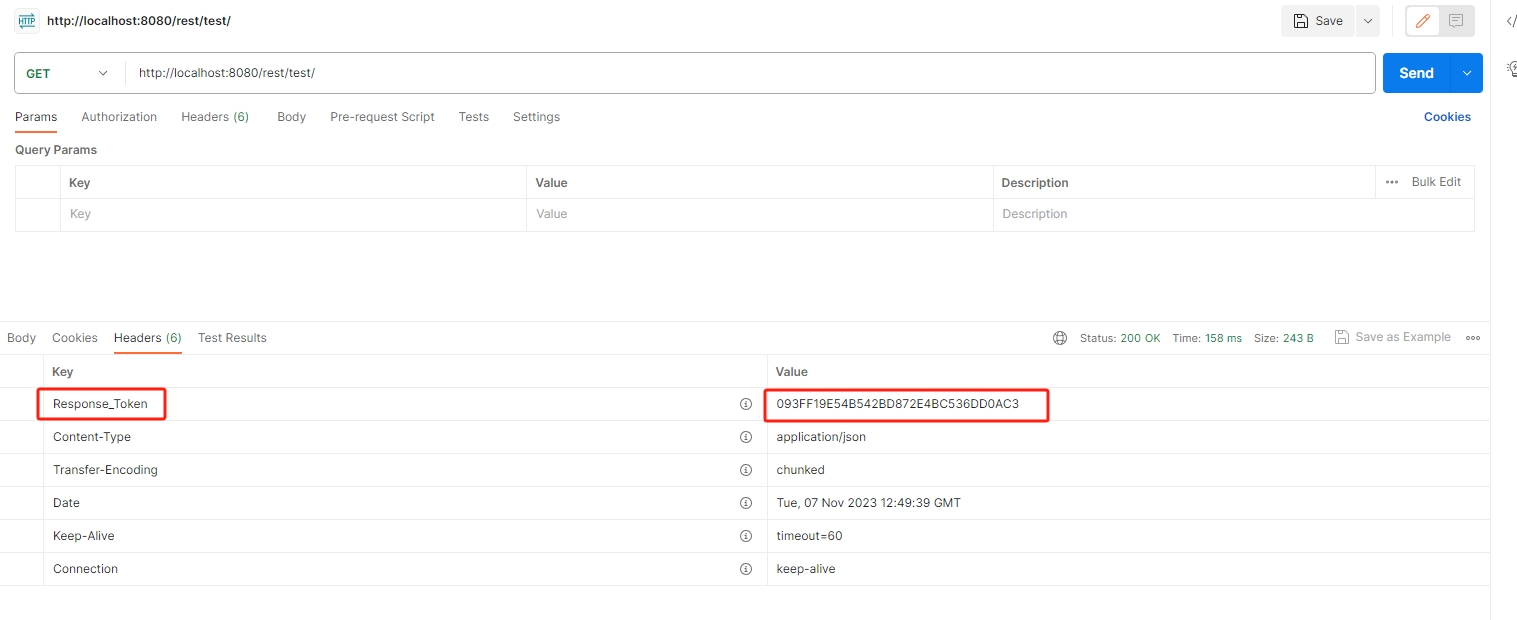 HTTP http://localhost:8080/rest/test/ Save
GET http://localhost:8080/rest/test/ Send
Params Authorization Headers (6) Body Pre-request Script Tests Settings Cookies
Query Params
Key Value Description ••• Bulk Edit
Key Value Description
Body Cookies Headers (6) Test Results Status: 200 OK Time: 158 ms Size: 243 B Save as Example
Key Value
Response_Token 093FF19E54B542BD872E4BC536DD0AC3
Content-Type application/json
Transfer-Encoding chunked
Date Tue, 07 Nov 2023 12:49:39 GMT
Keep-Alive timeout=60
Connection keep-alive